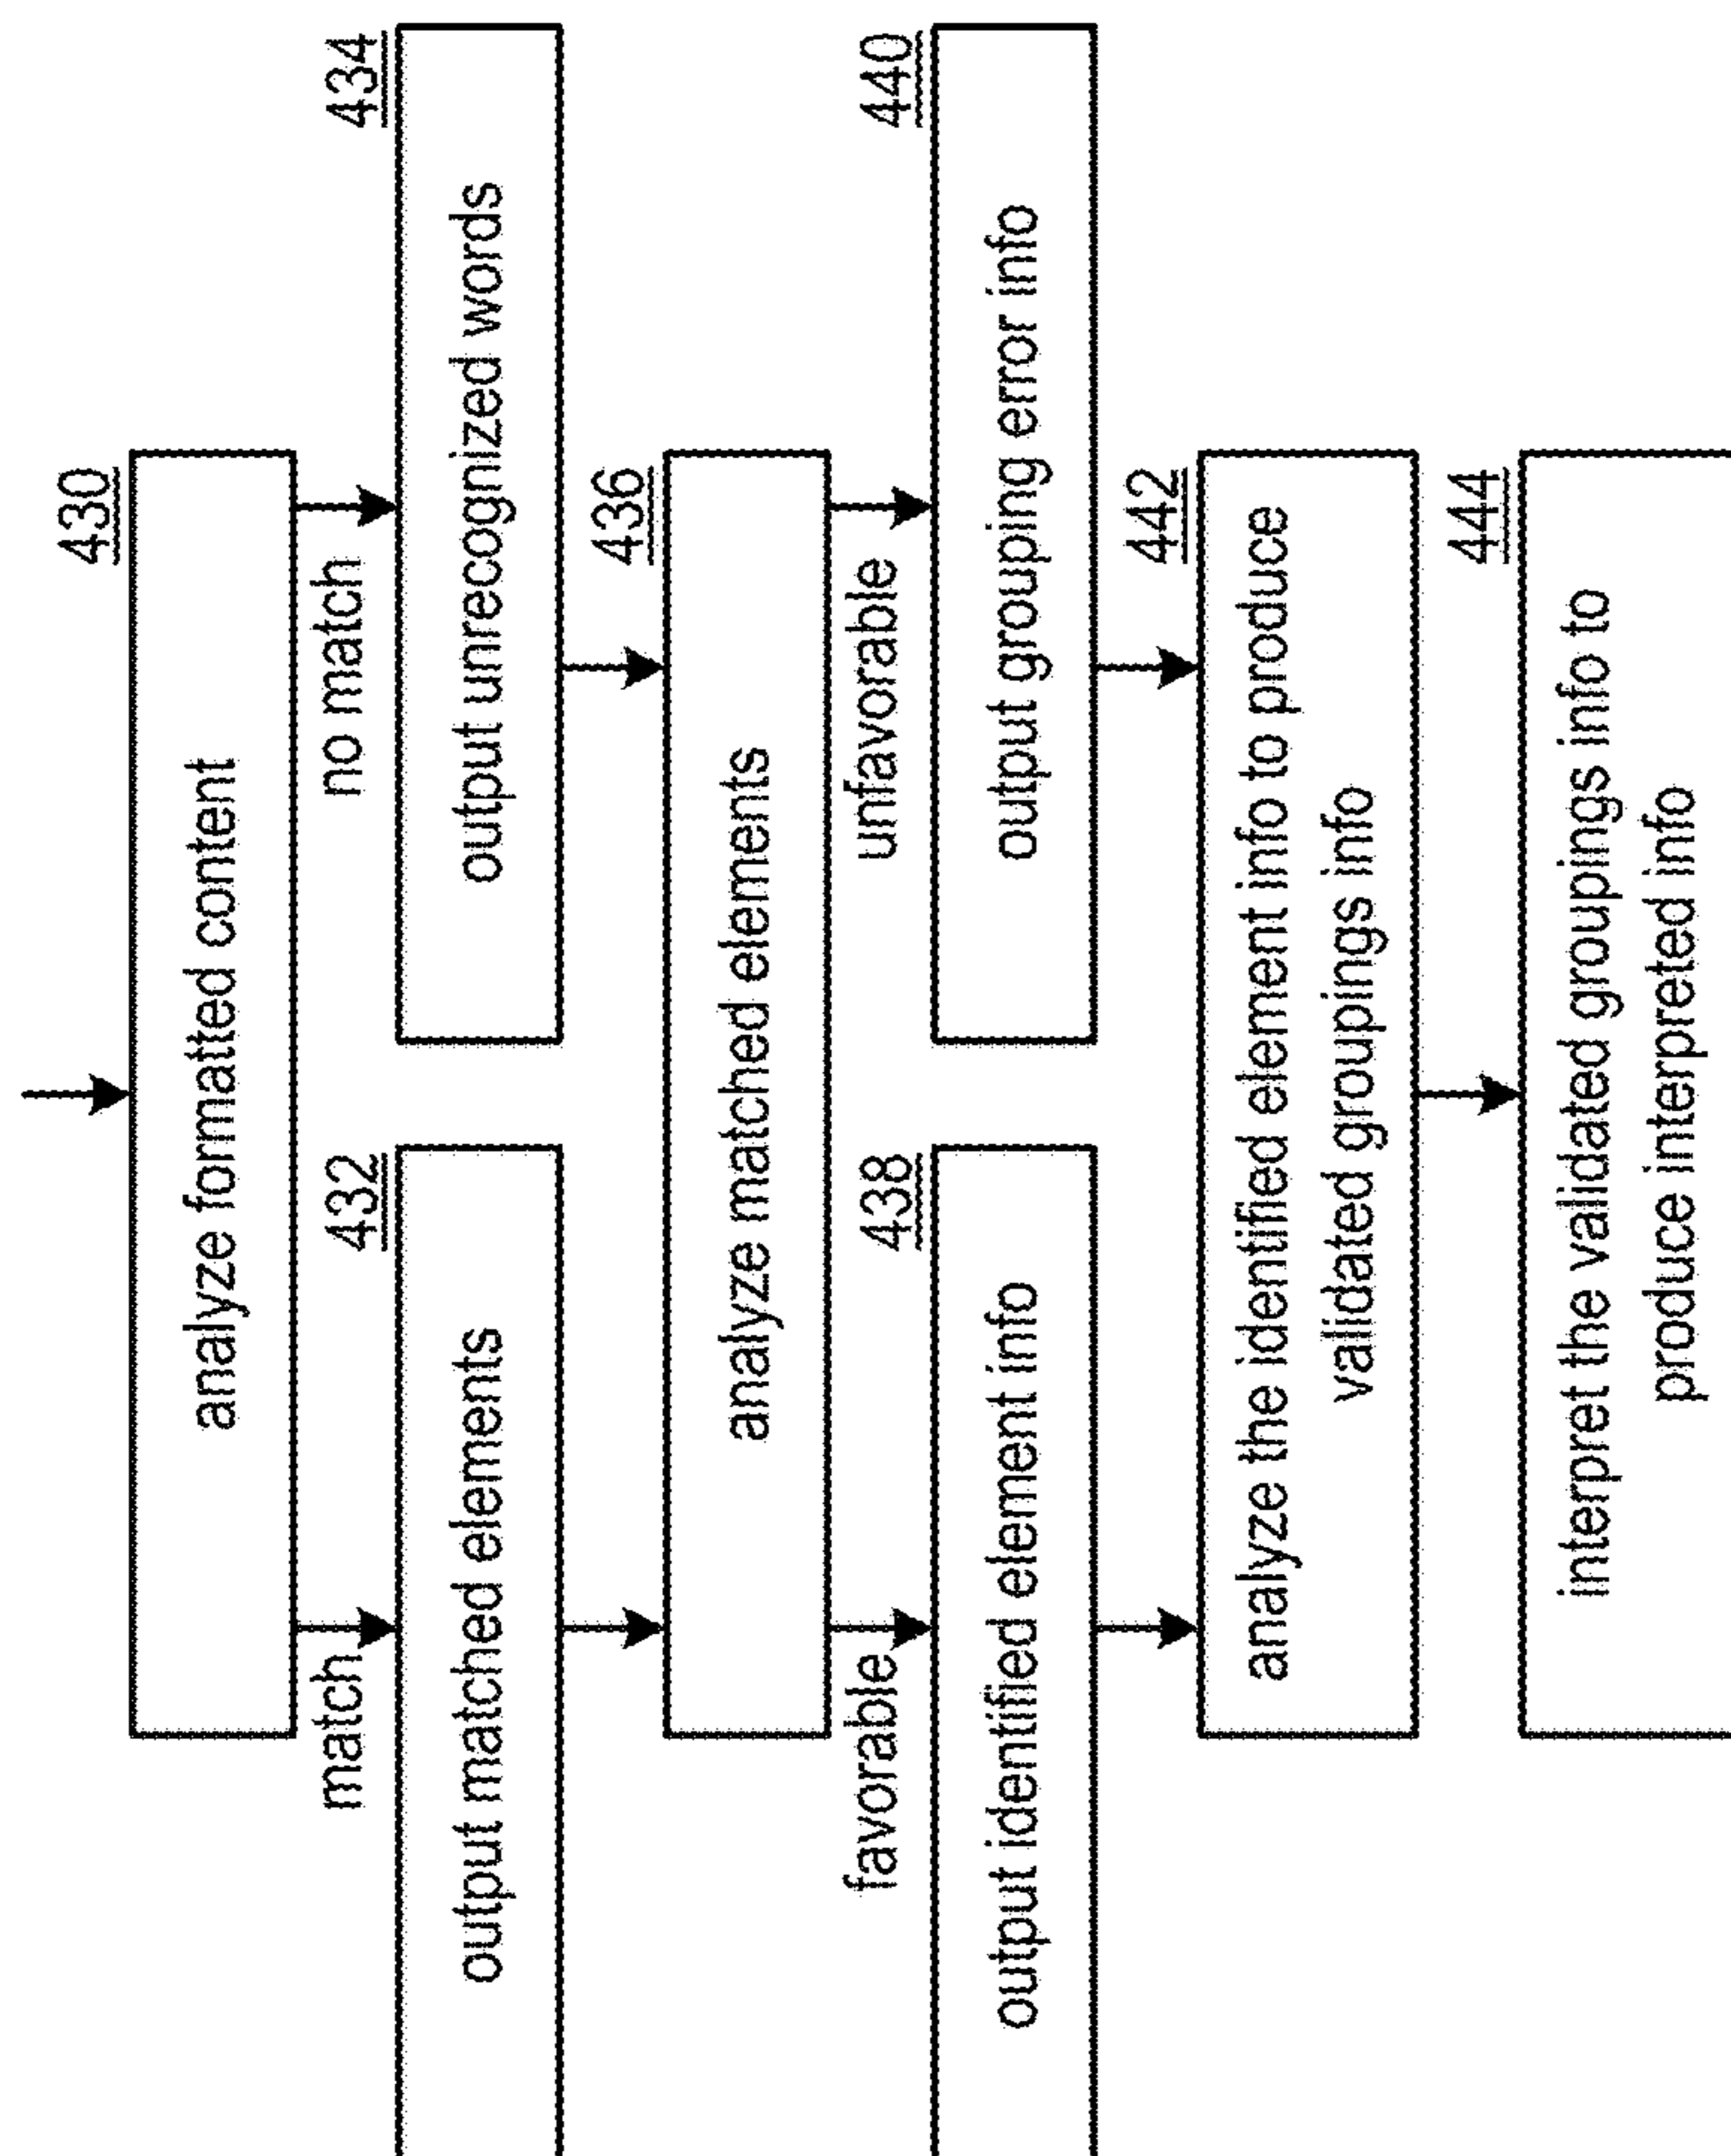 430
analyze formatted content
match
no match
432
output matched elements
434
output unrecognized words
436
analyze matched elements
favorable
unfavorable
438
output identified element info
440
output grouping error info
442
analyze the identified element info to produce
validated groupings info
444
interpret the validated groupings info to
produce interpreted info